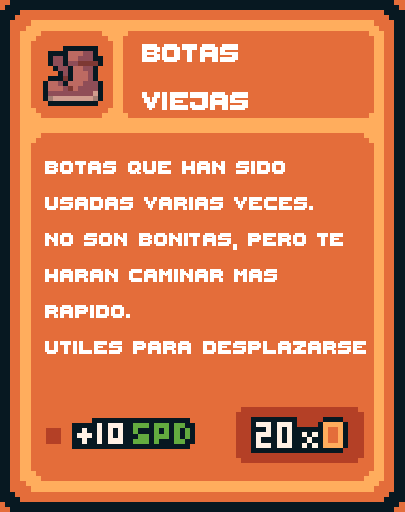 BOTAS
VIEJAS
BOTAS QUE HAN SIDO
USADAS VARIAS VECES.
NO SON BONITAS, PERO TE
HARAN CAMINAR MAS
RAPIDO.
UTILES PARA DESPLAZARSE
+10 SPD
20x